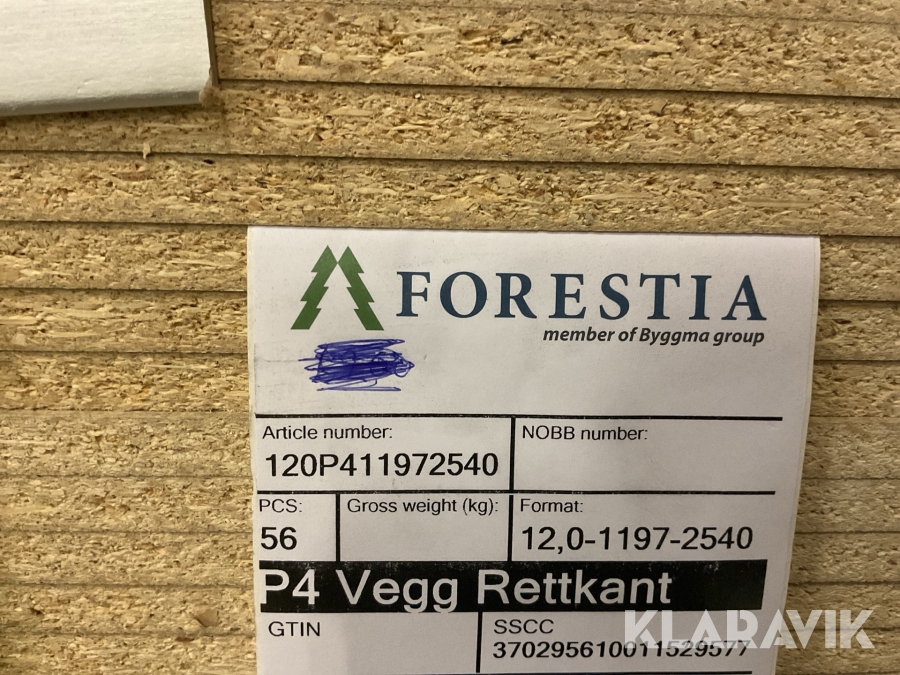 FORESTIA
member of Byggma group
Article number:
120P411972540
NOBB number:
PCS:
56
Gross weight (kg):
Format:
12,0-1197-2540
P4 Vegg Rettkant
GTIN
SSCC
370295610011529577
KLARAVIK